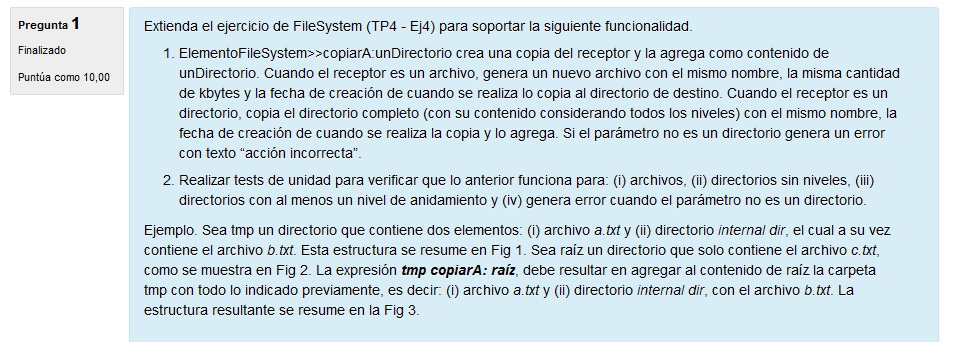 Pregunta 1
Finalizado
Puntúa como 10,00
Extienda el ejercicio de FileSystem (TP4 - Ej4) para soportar la siguiente funcionalidad.
1. ElementoFileSystem>>copiarA:unDirectorio crea una copia del receptor y la agrega como contenido de
unDirectorio. Cuando el receptor es un archivo, genera un nuevo archivo con el mismo nombre, la misma cantidad
de kbytes y la fecha de creación de cuando se realiza lo copia al directorio de destino. Cuando el receptor es un
directorio, copia el directorio completo (con su contenido considerando todos los niveles) con el mismo nombre, la
fecha de creación de cuando se realiza la copia y lo agrega. Si el parámetro no es un directorio genera un error
con texto “acción incorrecta”.
2. Realizar tests de unidad para verificar que lo anterior funciona para: (i) archivos, (ii) directorios sin niveles, (iii)
directorios con al menos un nivel de anidamiento y (iv) genera error cuando el parámetro no es un directorio.
Ejemplo. Sea tmp un directorio que contiene dos elementos: (i) archivo a.txt y (ii) directorio internal dir, el cual a su vez
contiene el archivo b.txt. Esta estructura se resume en Fig 1. Sea raíz un directorio que solo contiene el archivo c.txt,
como se muestra en Fig 2. La expresión tmp copiarA: raíz, debe resultar en agregar al contenido de raíz la carpeta
tmp con todo lo indicado previamente, es decir: (i) archivo a.txt y (ii) directorio internal dir, con el archivo b.txt. La
estructura resultante se resume en la Fig 3.